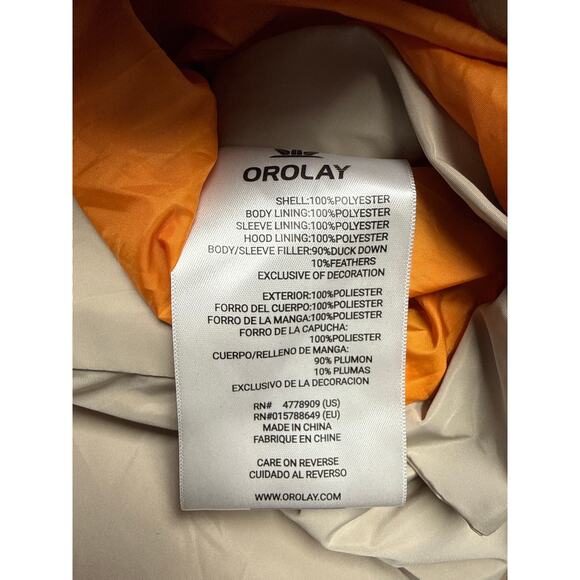 OROLAY
SHELL:100%POLYESTER
BODY LINING:100%POLYESTER
SLEEVE LINING:100%POLYESTER
HOOD LINING:100%POLYESTER
BODY/SLEEVE FILLER:90%DUCK DOWN
10%FEATHERS
EXCLUSIVE OF DECORATION
EXTERIOR:100%POLIESTER
FORRO DEL CUERPO:100%POLIESTER
FORRO DE LA MANGA:100%POLIESTER
FORRO DE LA CAPUCHA:
100%POLIESTER
CUERPO/RELLENO DE MANGA:
90% PLUMON
10% PLUMAS
EXCLUSIVO DE LA DECORACION
RN# 4778909 (US)
RN#015788649 (EU)
MADE IN CHINA
FABRIQUE EN CHINE
CARE ON REVERSE
CUIDADO AL REVERSO
WWW.OROLAY.COM